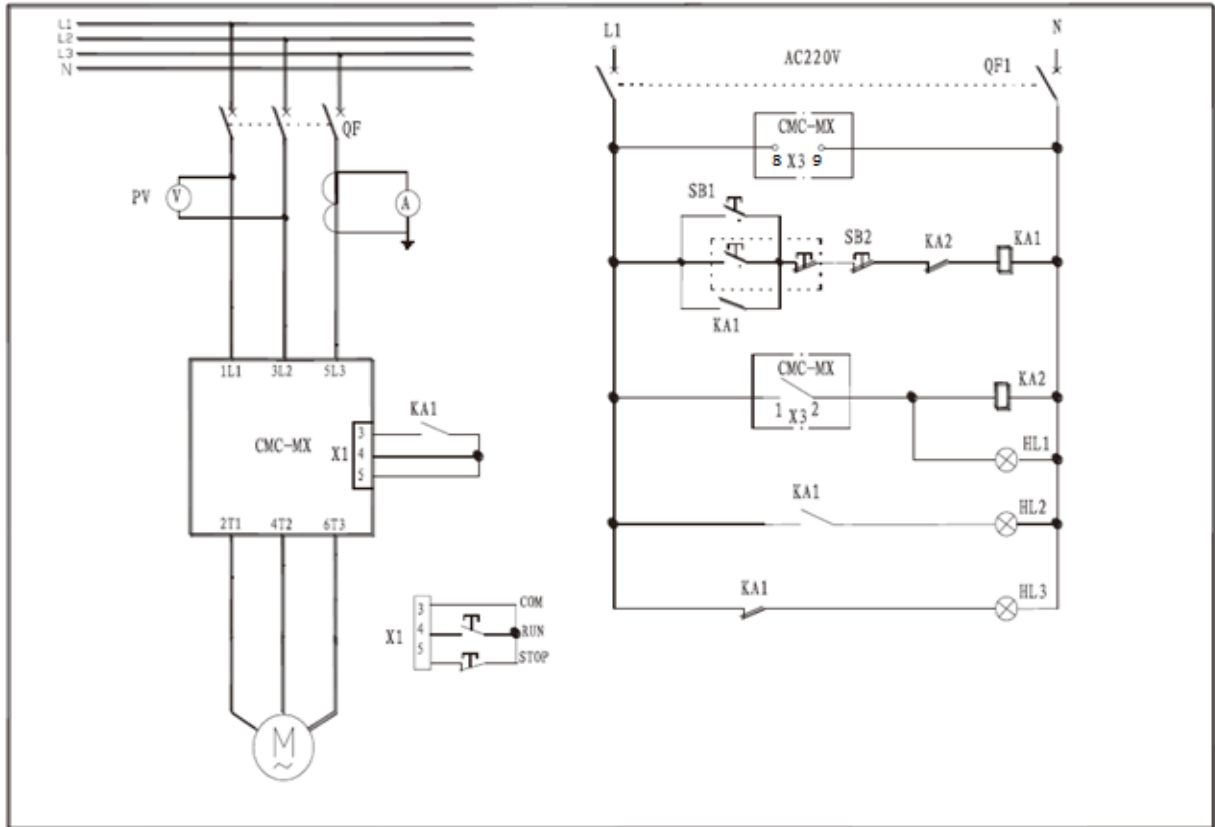 L1
L2
L3
N
QF
PV
V
A
1L1 3L2 5L3
CMC-MX
X1
3
4
5
KA1
2T1 4T2 6T3
M
~
X1
3
4
5
COM
RUN
STOP
L1
N
AC220V
QF1
CMC-MX
8 X3 9
SB1
SB2
KA2
KA1
KA1
CMC-MX
1 X3 2
KA2
HL1
KA1
HL2
KA1
HL3